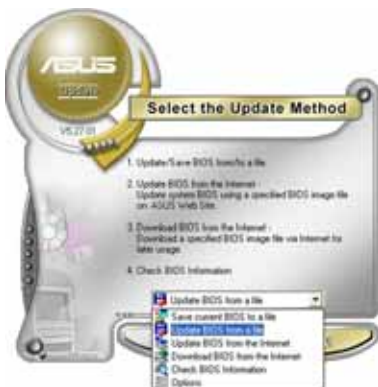 ASUS
Update
Select the Update Method
V5.27.01
1. Update/Save BIOS from/to a file
2. Update BIOS from the Internet -
Update system BIOS using a specified BIOS image file
on ASUS Web Site.
3. Download BIOS from the Internet -
Download a specified BIOS image file via Internet for
later usage.
4. Check BIOS Information
Update BIOS from a file
Save current BIOS to a file
Update BIOS from a file
Update BIOS from the Internet
Download BIOS from the Internet
Check BIOS Information
Options